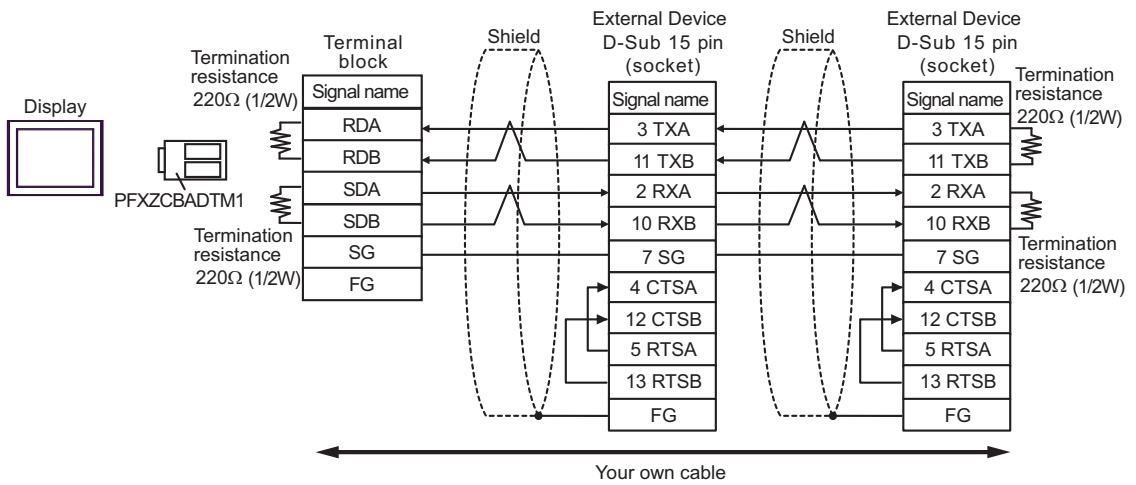 Display
PFXZCBADTM1
Termination
resistance
220Ω (1/2W)
Termination
resistance
220Ω (1/2W)
Terminal
block
Signal name
RDA
RDB
SDA
SDB
SG
FG
Shield
External Device
D-Sub 15 pin
(socket)
Signal name
3 TXA
11 TXB
2 RXA
10 RXB
7 SG
4 CTSA
12 CTSB
5 RTSA
13 RTSB
FG
Shield
External Device
D-Sub 15 pin
(socket)
Signal name
3 TXA
11 TXB
2 RXA
10 RXB
7 SG
4 CTSA
12 CTSB
5 RTSA
13 RTSB
FG
Termination
resistance
220Ω (1/2W)
Termination
resistance
220Ω (1/2W)
Your own cable